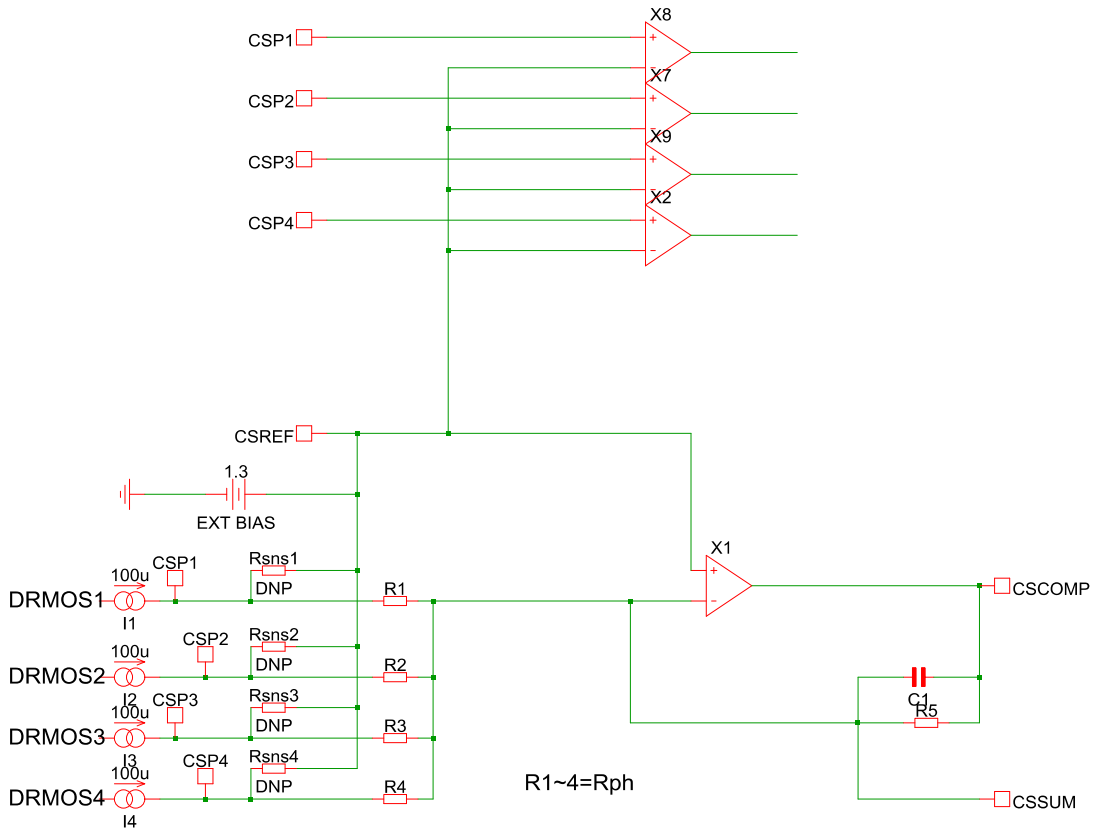 X8
CSP1
X7
CSP2
X9
CSP3
X2
CSP4
CSREF
1.3
EXT BIAS
X1
CSP1
Rsns1
100u
DNP
R1
DRMOS1
I1
CSCOMP
CSP2
Rsns2
100u
DNP
R2
DRMOS2
I2
CSP3
Rsns3
100u
DNP
R3
DRMOS3
I3
C1
R5
CSP4
Rsns4
100u
DNP
R4
DRMOS4
I4
R1~4=Rph
CSSUM